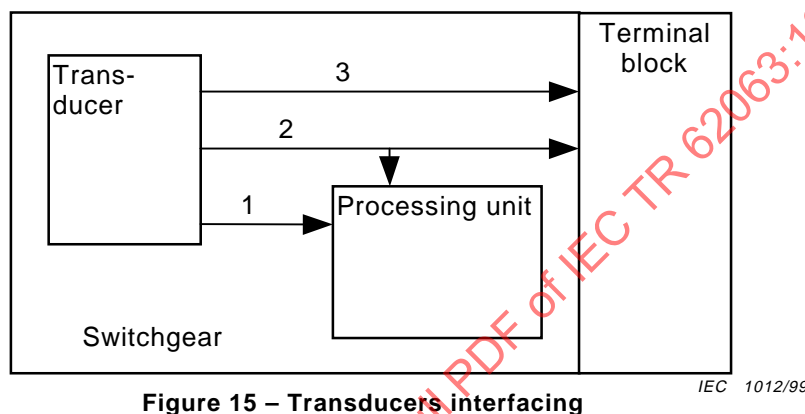 Terminal
block
Trans-
ducer
3
2
1
Processing unit
Switchgear
IEC 1012/99
Figure 15 – Transducers interfacing
PDF of IEC TR 62063:1